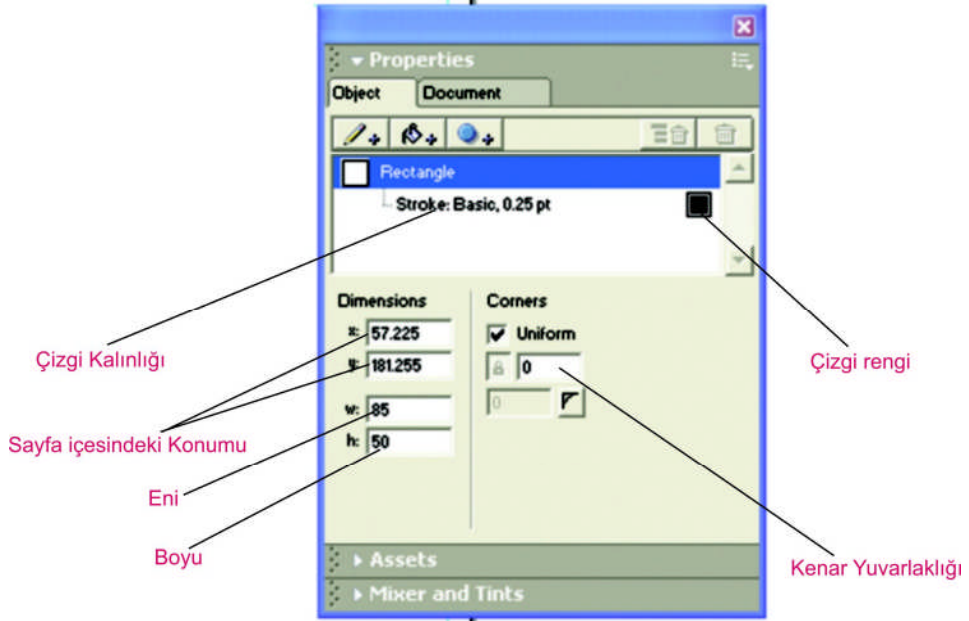 Properties
Object Document
Rectangle
Stroke: Basic, 0.25 pt
Dimensions Corners
x: 57.225 Uniform
y: 181.255 0
w: 85 0
h: 50
Çizgi Kalınlığı
Çizgi rengi
Sayfa içesindeki Konumu
Eni
Boyu
Kenar Yuvarlaklığı
Assets
Mixer and Tints